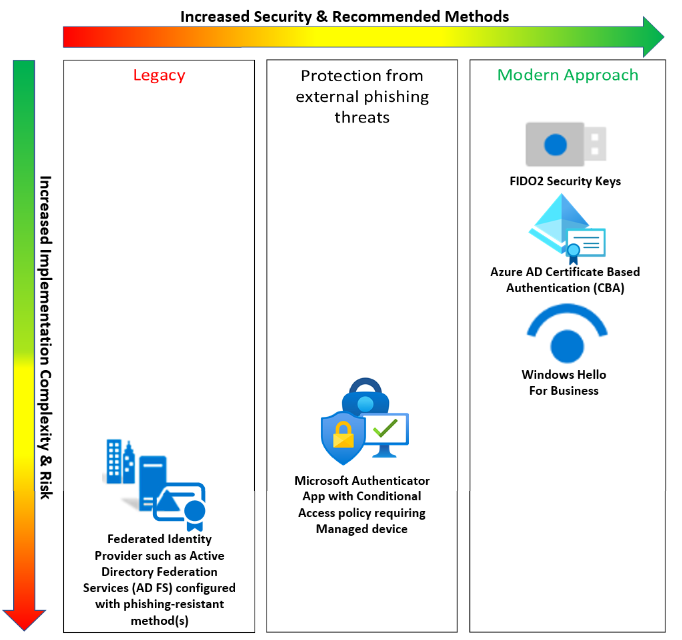 Increased Security & Recommended Methods
Increased Implementation Complexity & Risk
Legacy
Protection from
external phishing
threats
Modern Approach
FIDO2 Security Keys
Azure AD Certificate Based
Authentication (CBA)
Windows Hello
For Business
Microsoft Authenticator
App with Conditional
Access policy requiring
Managed device
Federated Identity
Provider such as Active
Directory Federation
Services (AD FS) configured
with phishing-resistant
method(s)